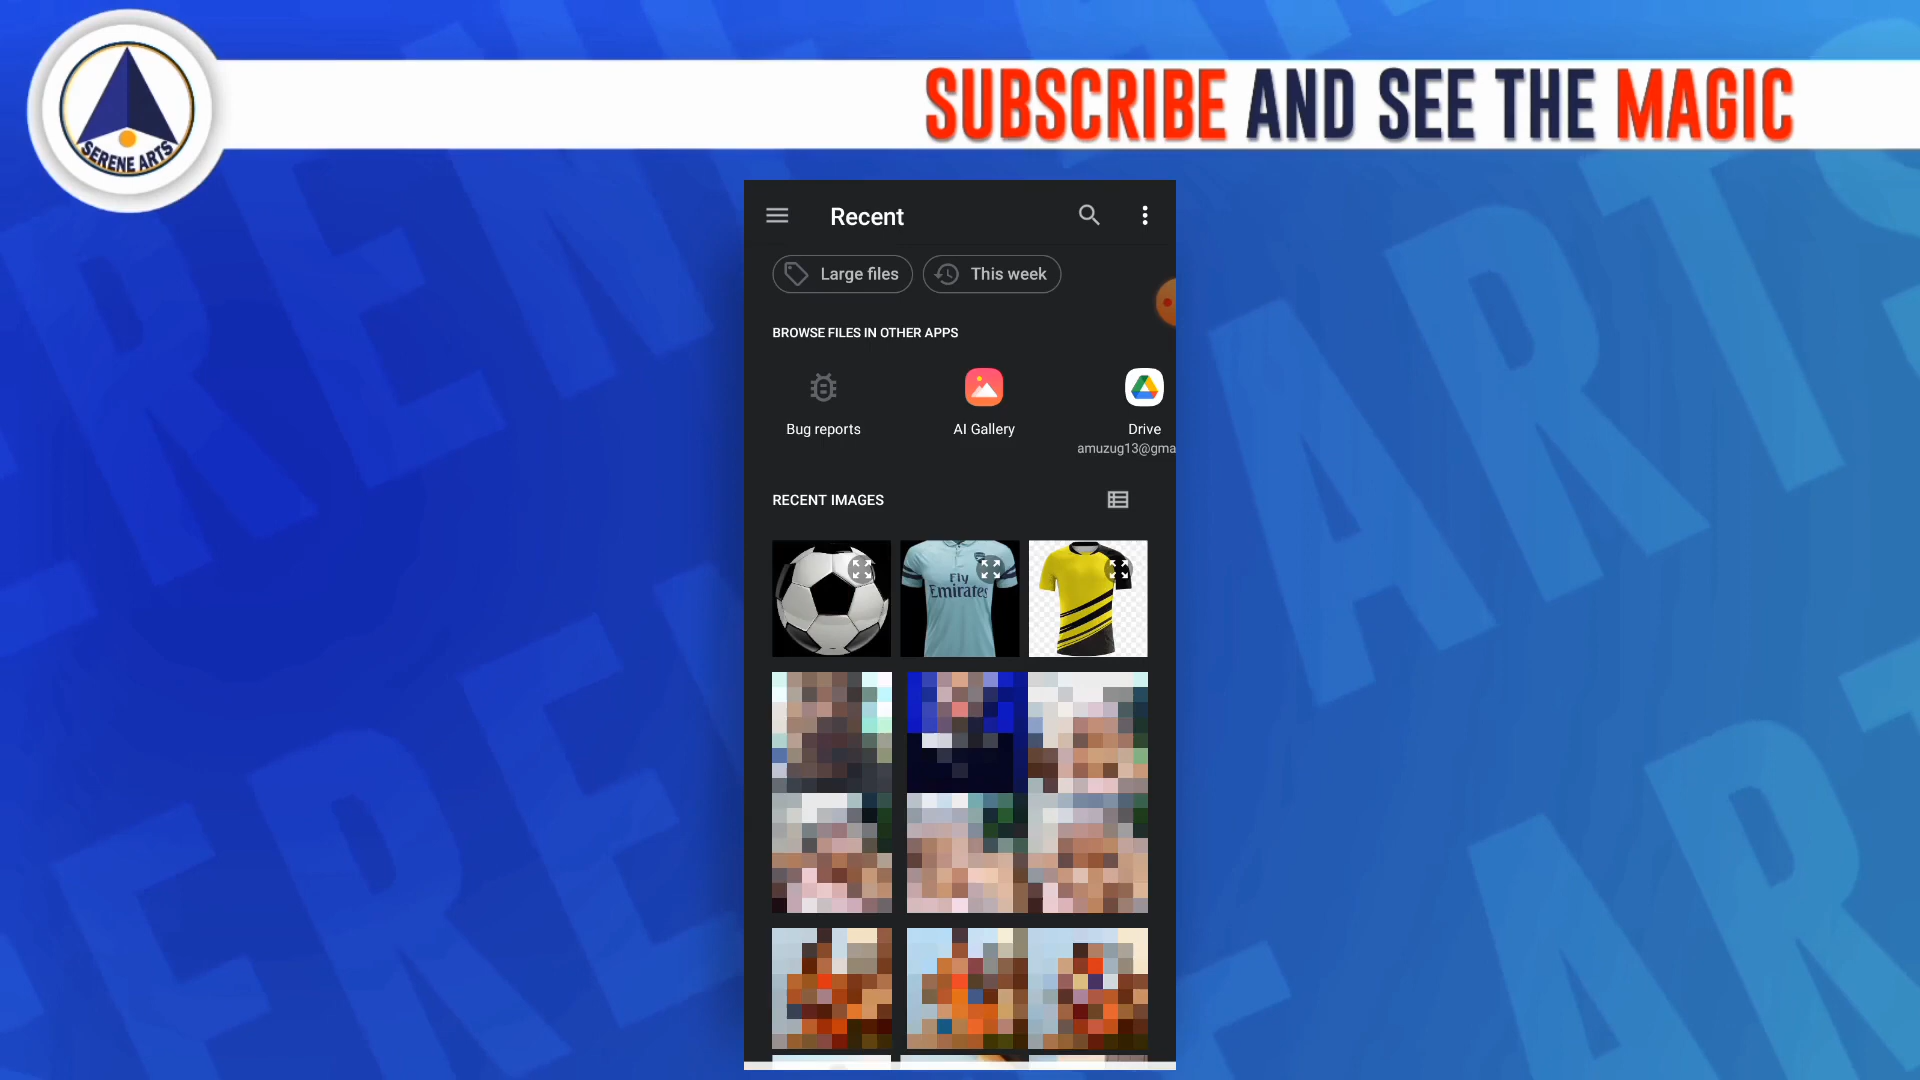 SERENE ARTS
SUBSCRIBE AND SEE THE MAGIC
Recent
Large files
This week
BROWSE FILES IN OTHER APPS
Bug reports
AI Gallery
Drive
amuzug13@gma
RECENT IMAGES
Fly
Emirates